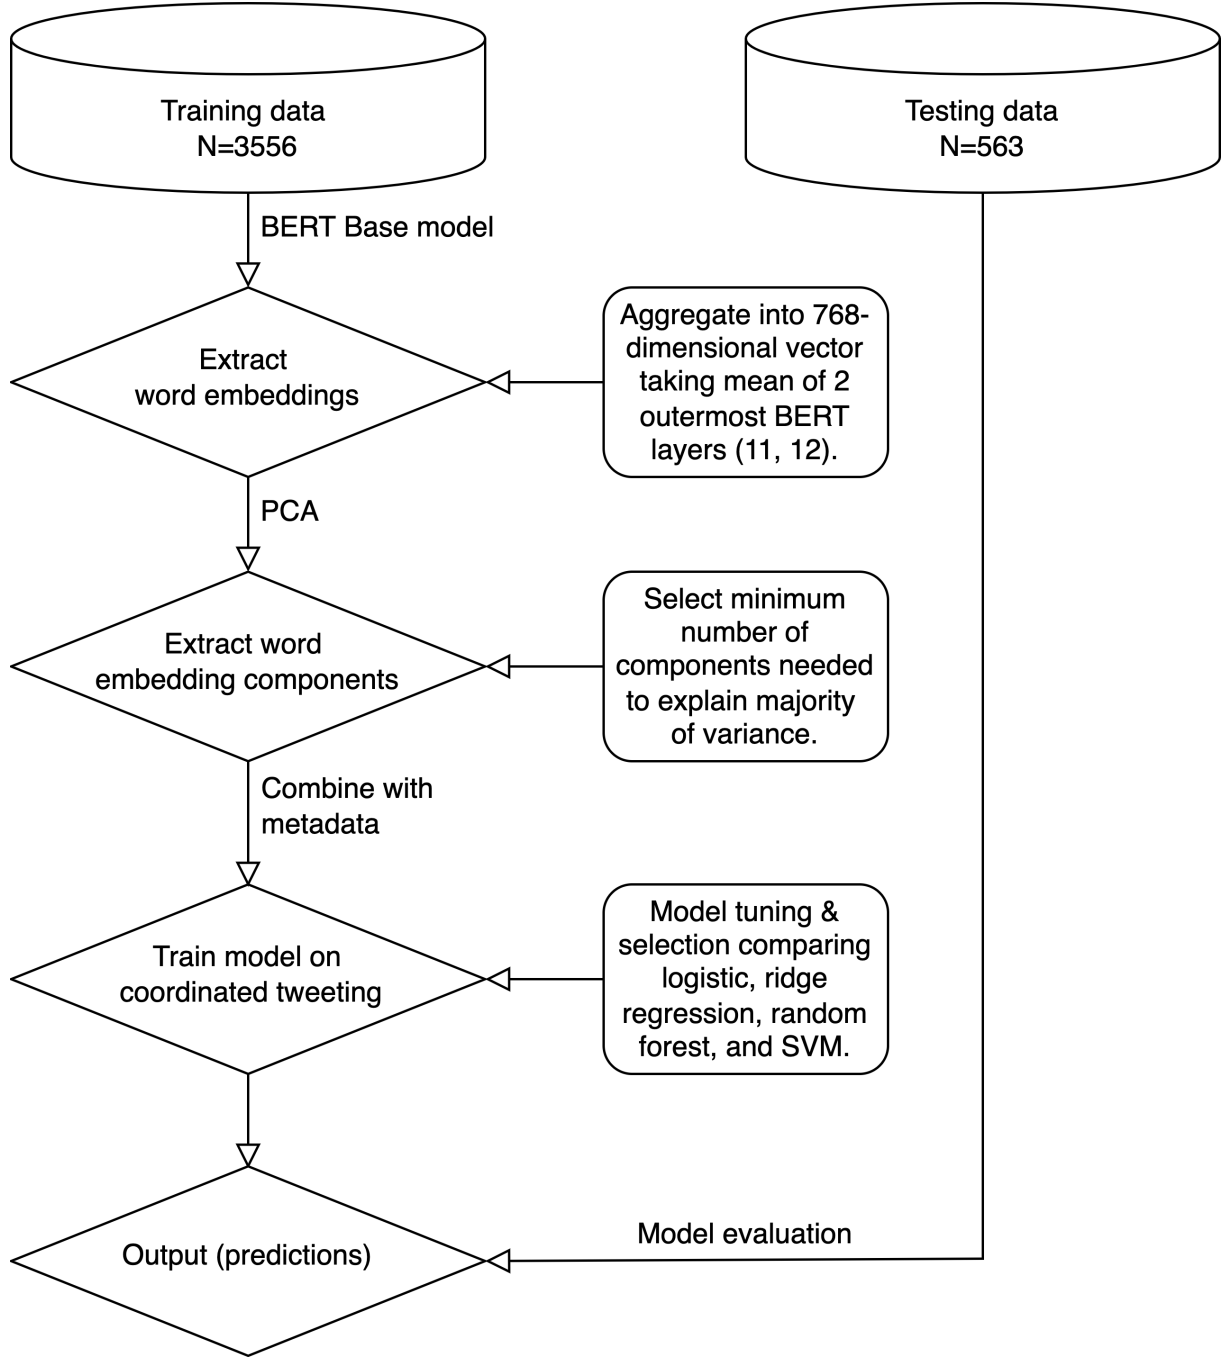 Training data
N=3556
Testing data
N=563
BERT Base model
Extract
word embeddings
Aggregate into 768-
dimensional vector
taking mean of 2
outermost BERT
layers (11, 12).
PCA
Extract word
embedding components
Select minimum
number of
components needed
to explain majority
of variance.
Combine with
metadata
Train model on
coordinated tweeting
Model tuning &
selection comparing
logistic, ridge
regression, random
forest, and SVM.
Model evaluation
Output (predictions)